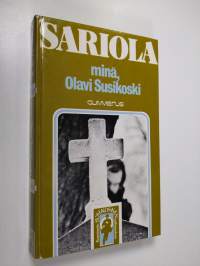 SARIOLA
minä,
Olavi Susikoski
GUMMERUS